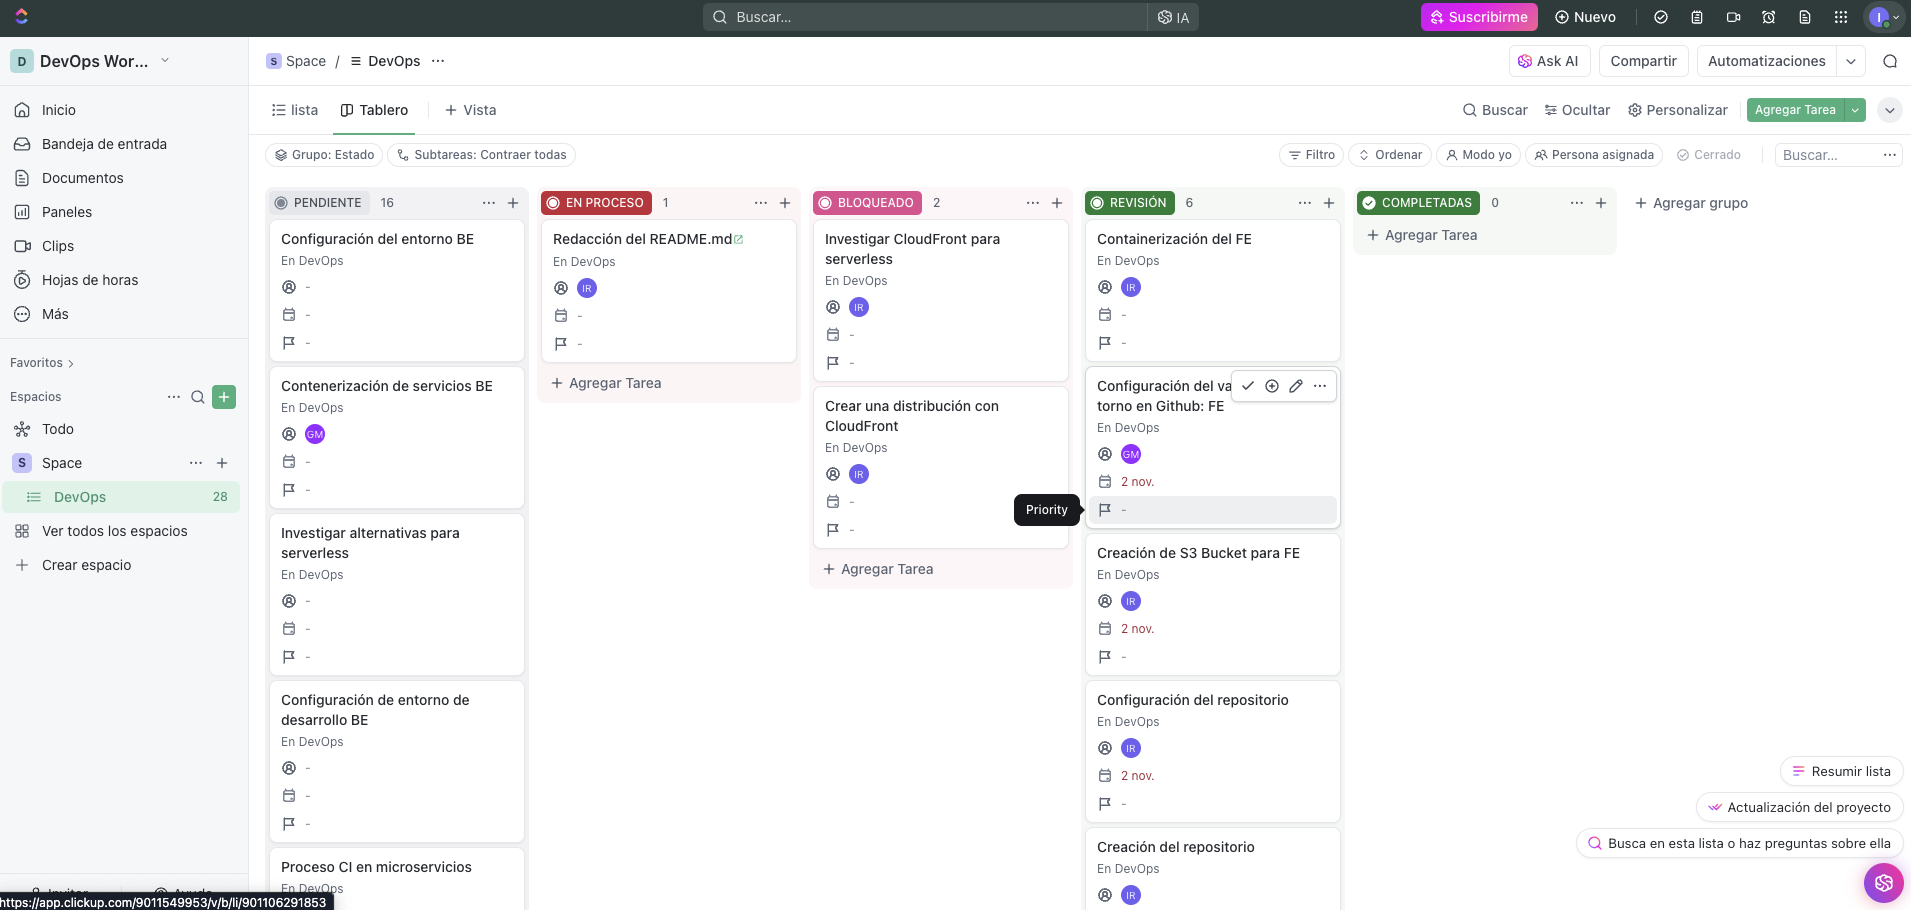 Buscar...
IA
Suscribirme
Nuevo
I
D
DevOps Wor...
S
Space
/
DevOps
Ask AI
Compartir
Automatizaciones
Inicio
Bandeja de entrada
Documentos
Paneles
Clips
Hojas de horas
Más
Favoritos
Espacios
Todo
S
Space
DevOps
28
Ver todos los espacios
Crear espacio
Invitar
Ayuda
https://app.clickup.com/9011549953/v/b/li/901106291853
lista
Tablero
Vista
Buscar
Ocultar
Personalizar
Agregar Tarea
Grupo: Estado
Subtareas: Contraer todas
Filtro
Ordenar
Modo yo
Persona asignada
Cerrado
Buscar...
PENDIENTE
16
Configuración del entorno BE
En DevOps
-
-
-
Contenerización de servicios BE
En DevOps
GM
-
-
Investigar alternativas para
serverless
En DevOps
-
-
-
Configuración de entorno de
desarrollo BE
En DevOps
-
-
-
Proceso CI en microservicios
En DevOps
EN PROCESO
1
Redacción del README.md
En DevOps
IR
-
-
Agregar Tarea
BLOQUEADO
2
Investigar CloudFront para
serverless
En DevOps
IR
-
-
Crear una distribución con
CloudFront
En DevOps
IR
-
-
Agregar Tarea
Priority
REVISIÓN
6
Containerización del FE
En DevOps
IR
-
-
Configuración del va
torno en Github: FE
En DevOps
GM
2 nov.
-
Creación de S3 Bucket para FE
En DevOps
IR
2 nov.
-
Configuración del repositorio
En DevOps
IR
2 nov.
-
Creación del repositorio
En DevOps
IR
COMPLETADAS
0
Agregar Tarea
Agregar grupo
Resumir lista
Actualización del proyecto
Busca en esta lista o haz preguntas sobre ella